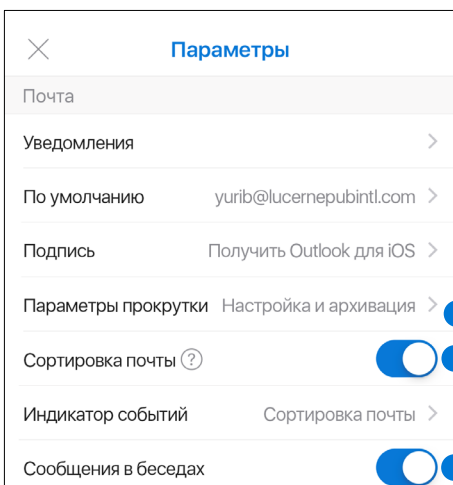 Параметры
Почта
Уведомления
По умолчанию yurib@lucernepubintl.com
Подпись Получить Outlook для iOS
Параметры прокрутки Настройка и архивация
Сортировка почты ?
Индикатор событий Сортировка почты
Сообщения в беседах